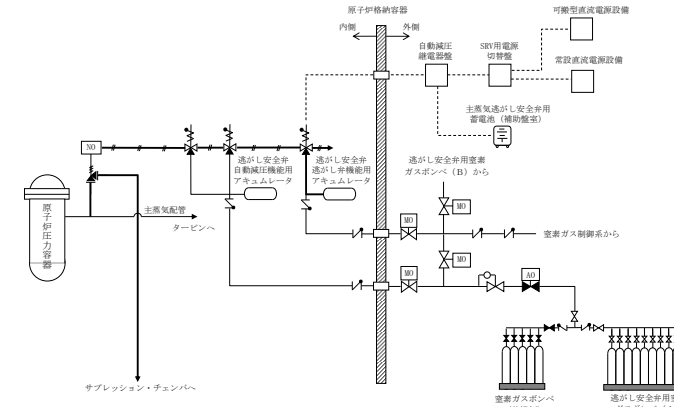 原子炉格納容器
内側
外側
可搬型直流電源設備
自動減圧
継電器盤
SRV用電源
切替盤
常設直流電源設備
主蒸気逃がし安全弁用
蓄電池（補助盤室）
NO
逃がし安全弁
自動減圧機能用
アキュムレータ
逃がし安全弁
逃がし弁機能用
アキュムレータ
逃がし安全弁用窒素
ガスボンベ（B）から
原子炉圧力容器
主蒸気配管
タービンへ
MO
MO
窒素ガス制御系から
MO
MO
AO
サプレッション・チェンバへ
窒素ガスボンベ
逃がし安全弁用窒